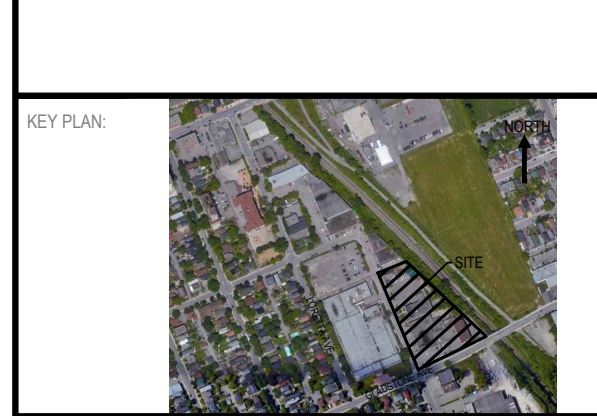 KEY PLAN:
NORTH
SITE
LORETTA AVE
GLADSTONE AVE